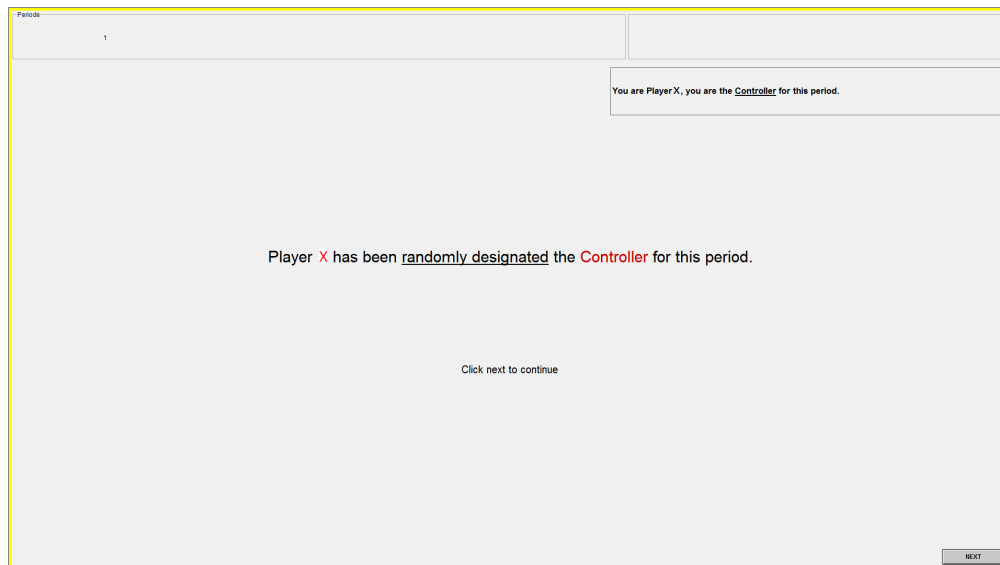 Periode
1
You are Player X, you are the Controller for this period.
Player X has been randomly designated the Controller for this period.
Click next to continue
NEXT